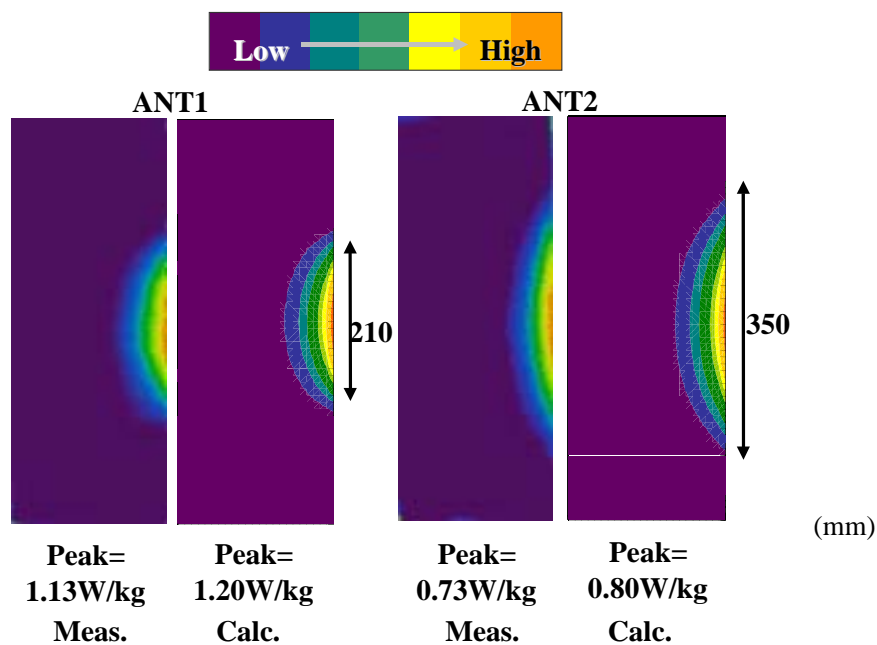 Low High
ANT1 ANT2
210
350
(mm)
Peak= Peak= Peak= Peak=
1.13W/kg 1.20W/kg 0.73W/kg 0.80W/kg
Meas. Calc. Meas. Calc.